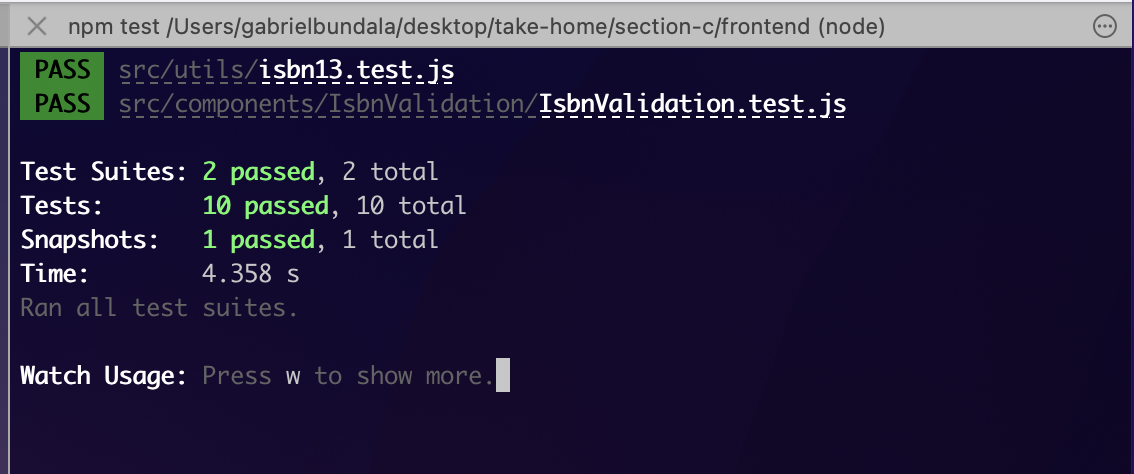 npm test /Users/gabrielbundala/desktop/take-home/section-c/frontend (node)
PASS src/utils/isbn13.test.js
PASS src/components/IsbnValidation/IsbnValidation.test.js
Test Suites: 2 passed, 2 total
Tests: 10 passed, 10 total
Snapshots: 1 passed, 1 total
Time: 4.358 s
Ran all test suites.
Watch Usage: Press w to show more.